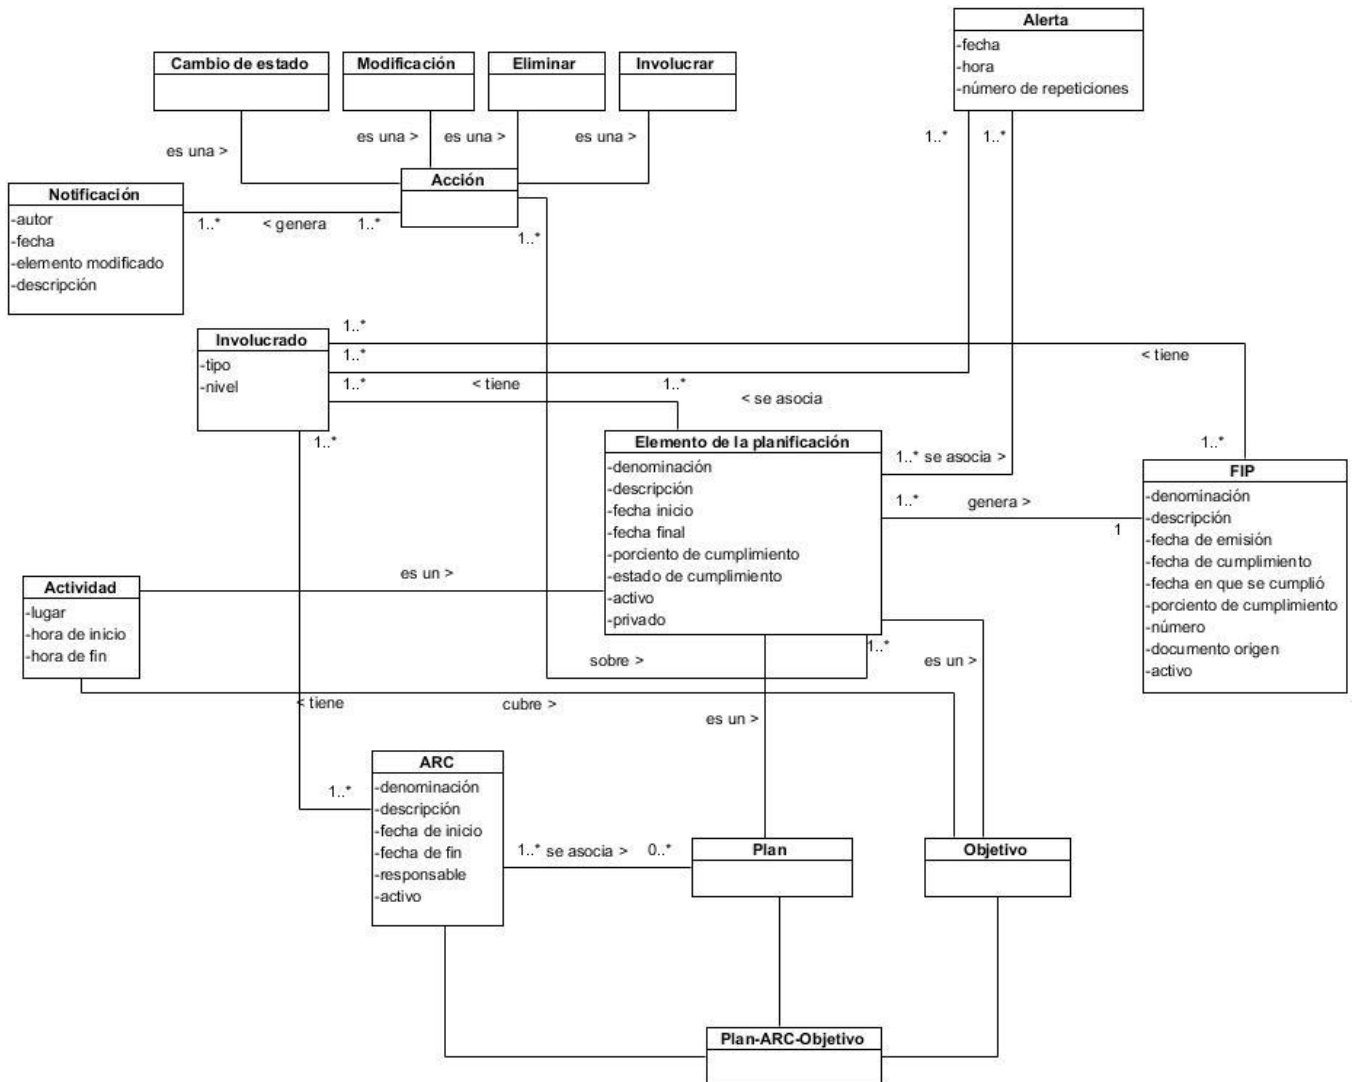 Alerta
-fecha
-hora
-número de repeticiones
Cambio de estado
Modificación
Eliminar
Involucrar
es una >
es una >
es una >
es una >
1..*
1..*
Acción
Notificación
-autor
-fecha
-elemento modificado
-descripción
1..*
< genera
1..*
1..*
Involucrado
-tipo
-nivel
1..*
1..*
1..*
< tiene
1..*
< tiene
< se asocia
1..*
1..*
Elemento de la planificación
-denominación
-descripción
-fecha inicio
-fecha final
-porciento de cumplimiento
-estado de cumplimiento
-activo
-privado
1..* se asocia >
1..*
genera >
1
FIP
-denominación
-descripción
-fecha de emisión
-fecha de cumplimiento
-fecha en que se cumplió
-porciento de cumplimiento
-número
-documento origen
-activo
Actividad
-lugar
-hora de inicio
-hora de fin
es un >
sobre >
1..*
es un >
< tiene
cubre >
es un >
ARC
-denominación
-descripción
-fecha de inicio
-fecha de fin
-responsable
-activo
1..*
1..* se asocia > 0..*
Plan
Objetivo
Plan-ARC-Objetivo